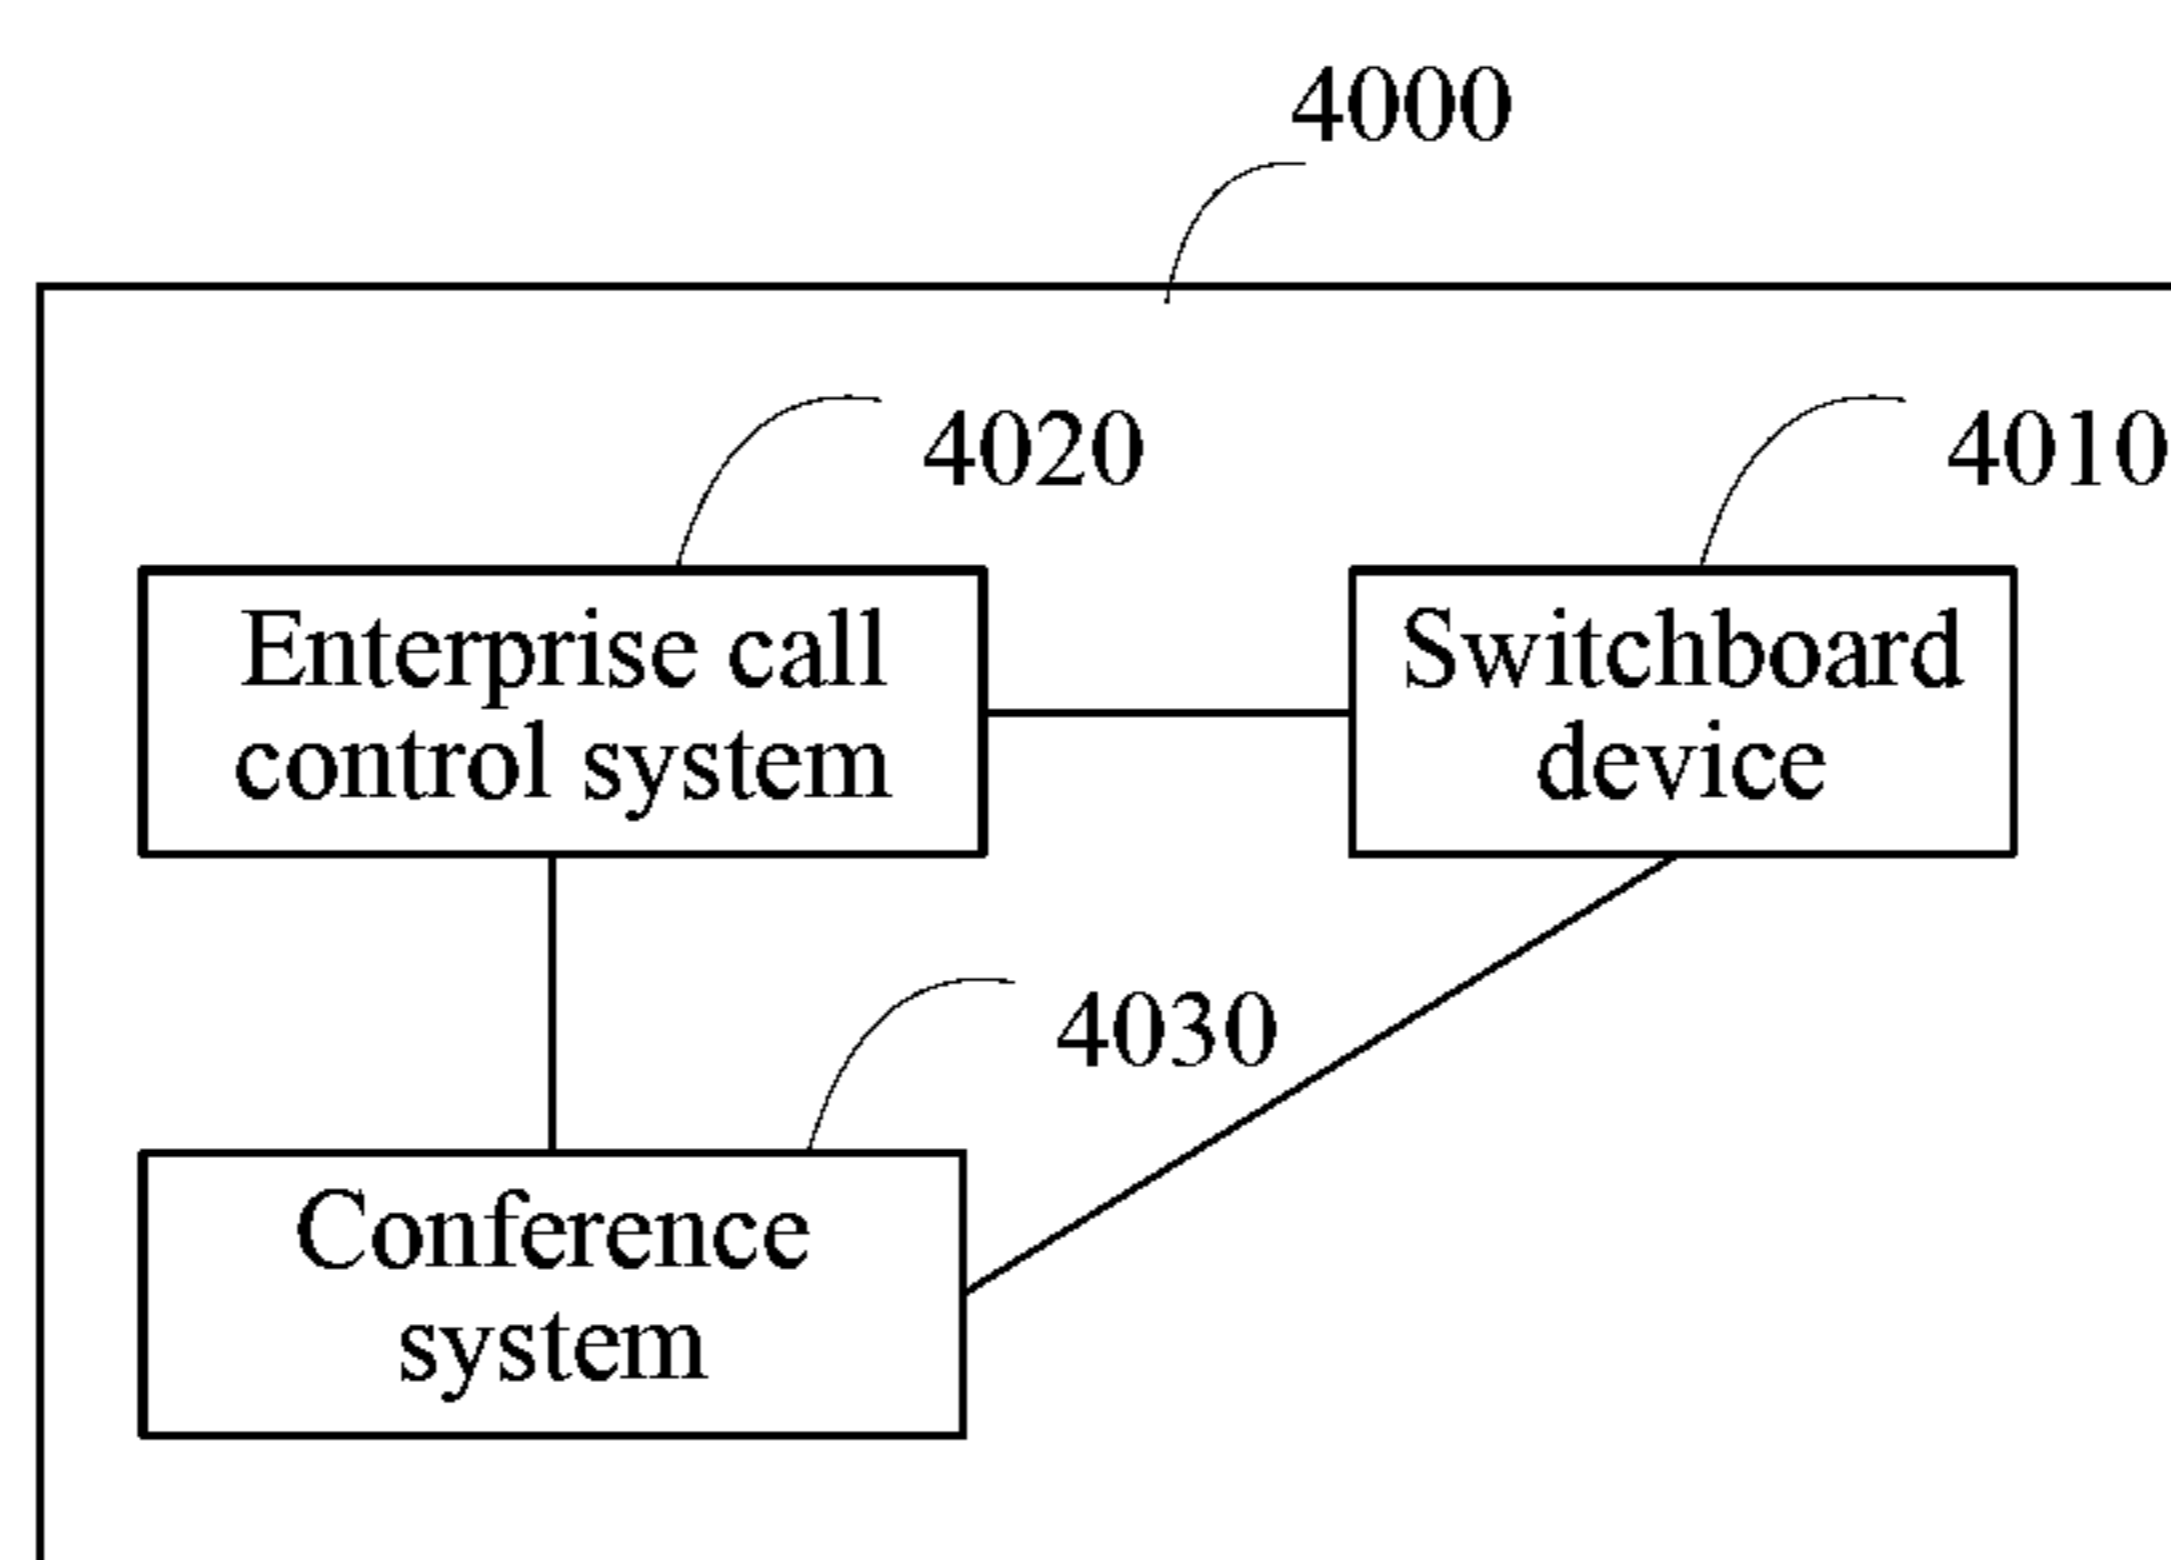 4000
4020
4010
Enterprise call
control system
Switchboard
device
4030
Conference
system